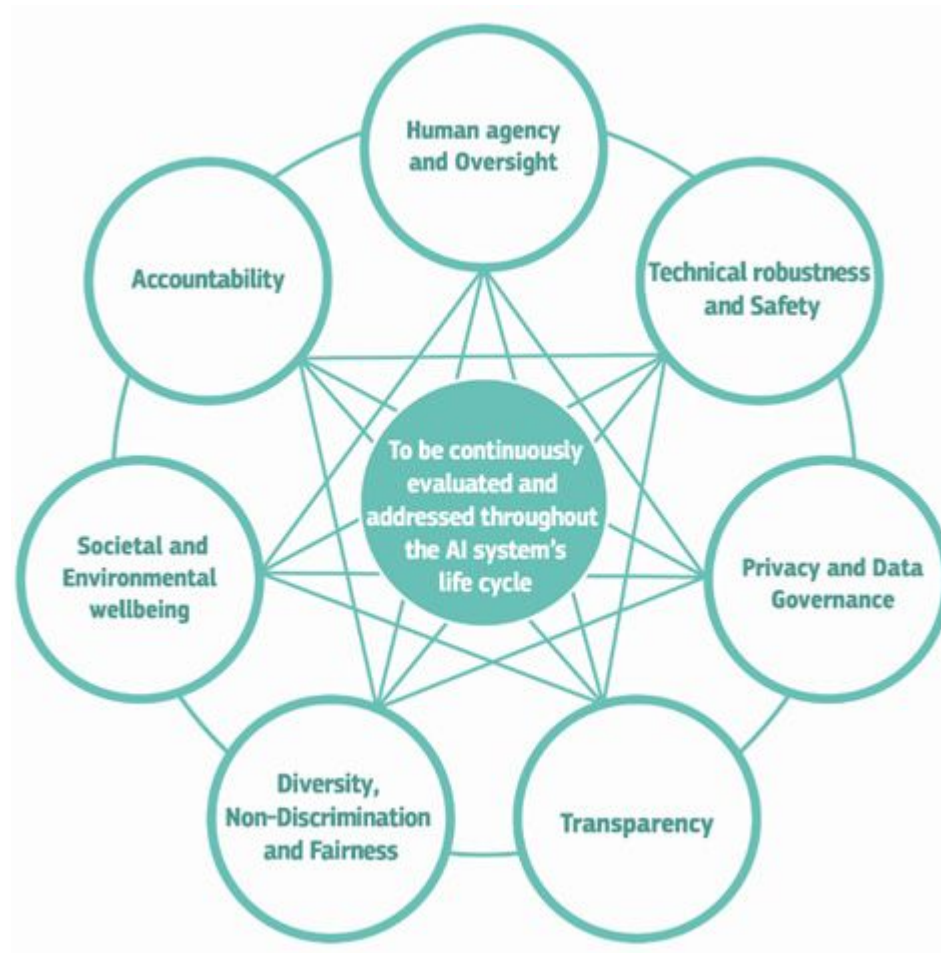 Human agency
and Oversight
Technical robustness
and Safety
Privacy and Data
Governance
Transparency
Diversity,
Non-Discrimination
and Fairness
Societal and
Environmental
wellbeing
Accountability
To be continuously
evaluated and
addressed throughout
the AI system's
life cycle